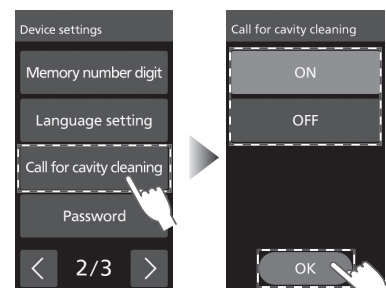 Device settings
Memory number digit
Language setting
Call for cavity cleaning
Password
< 2/3 >
Call for cavity cleaning
ON
OFF
OK